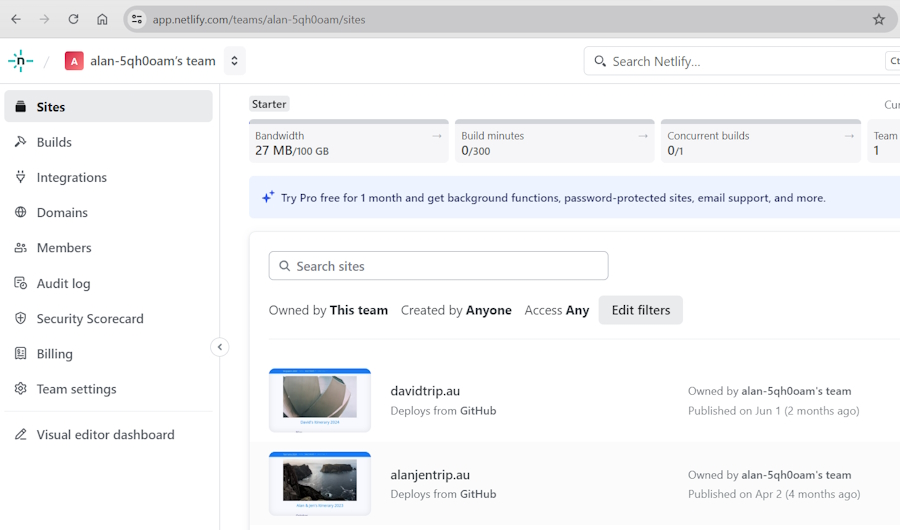 app.netlify.com/teams/alan-5qh0oam/sites
n / A alan-5qh0oam's team
Search Netlify...
Sites
Builds
Integrations
Domains
Members
Audit log
Security Scorecard
Billing
Team settings
Visual editor dashboard
Starter
Bandwidth →
27 MB/100 GB
Build minutes →
0/300
Concurrent builds →
0/1
Team
1
Try Pro free for 1 month and get background functions, password-protected sites, email support, and more.
Search sites
Owned by This team Created by Anyone Access Any Edit filters
David's itinerary 2024
davidtrip.au
Deploys from GitHub
Owned by alan-5qh0oam's team
Published on Jun 1 (2 months ago)
Alan & Jen's itinerary 2023
alanjentrip.au
Deploys from GitHub
Owned by alan-5qh0oam's team
Published on Apr 2 (4 months ago)